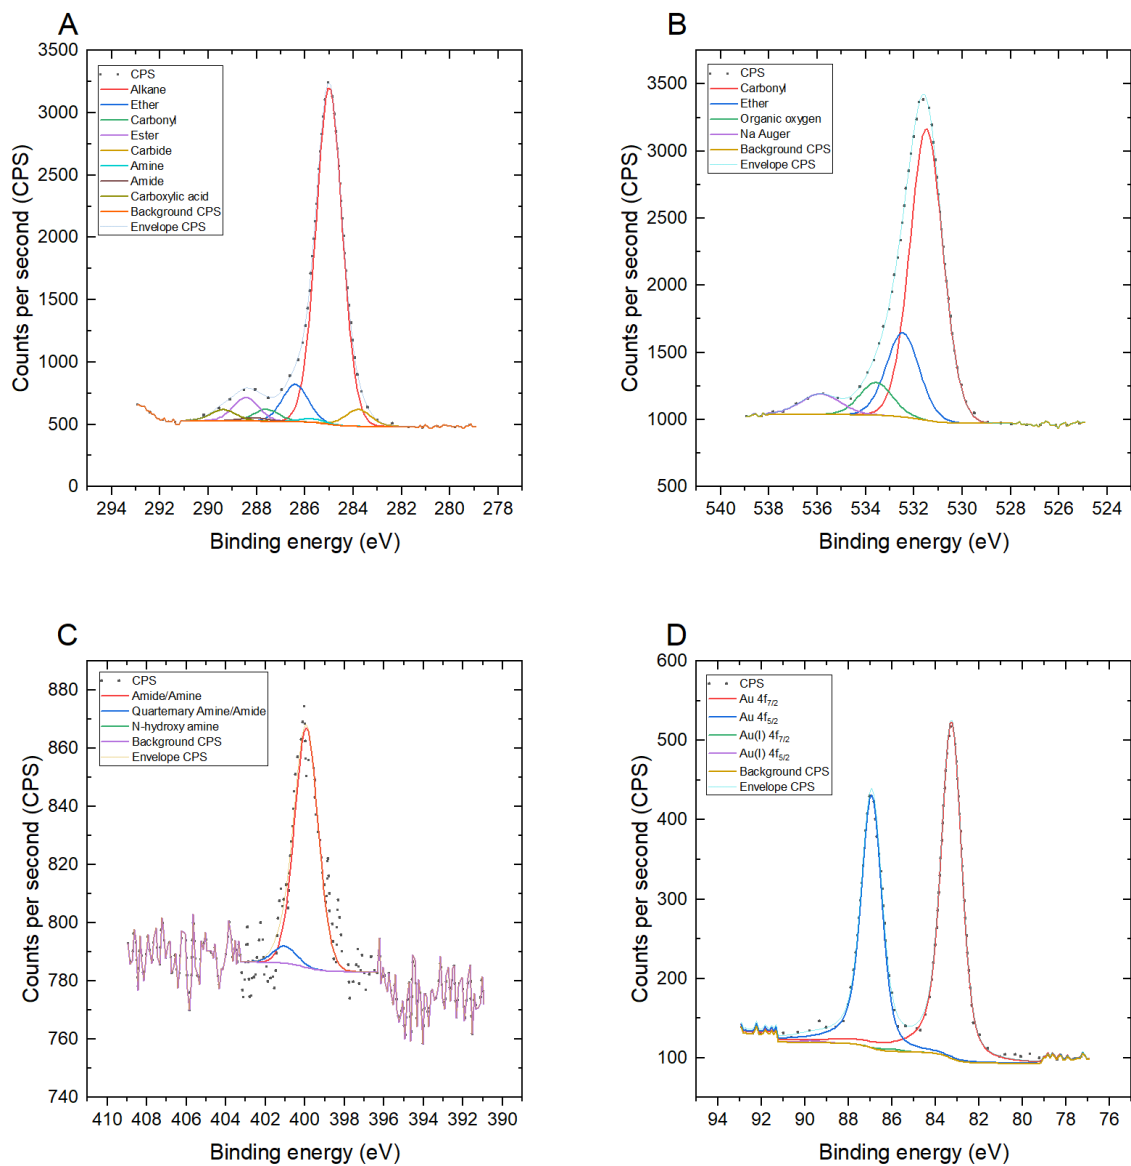 A
3500
3000
2500
2000
1500
1000
500
0
Counts per second (CPS)
CPS
Alkane
Ether
Carbonyl
Ester
Carbide
Amine
Amide
Carboxylic acid
Background CPS
Envelope CPS
294 292 290 288 286 284 282 280 278
Binding energy (eV)
B
3500
3000
2500
2000
1500
1000
500
Counts per second (CPS)
CPS
Carbonyl
Ether
Organic oxygen
Na Auger
Background CPS
Envelope CPS
540 538 536 534 532 530 528 526 524
Binding energy (eV)
C
880
860
840
820
800
780
760
740
Counts per second (CPS)
CPS
Amide/Amine
Quarternary Amine/Amide
N-hydroxy amine
Background CPS
Envelope CPS
410 408 406 404 402 400 398 396 394 392 390
Binding energy (eV)
D
600
500
400
300
200
100
Counts per second (CPS)
CPS
Au 4f7/2
Au 4f5/2
Au(I) 4f7/2
Au(I) 4f5/2
Background CPS
Envelope CPS
94 92 90 88 86 84 82 80 78 76
Binding energy (eV)